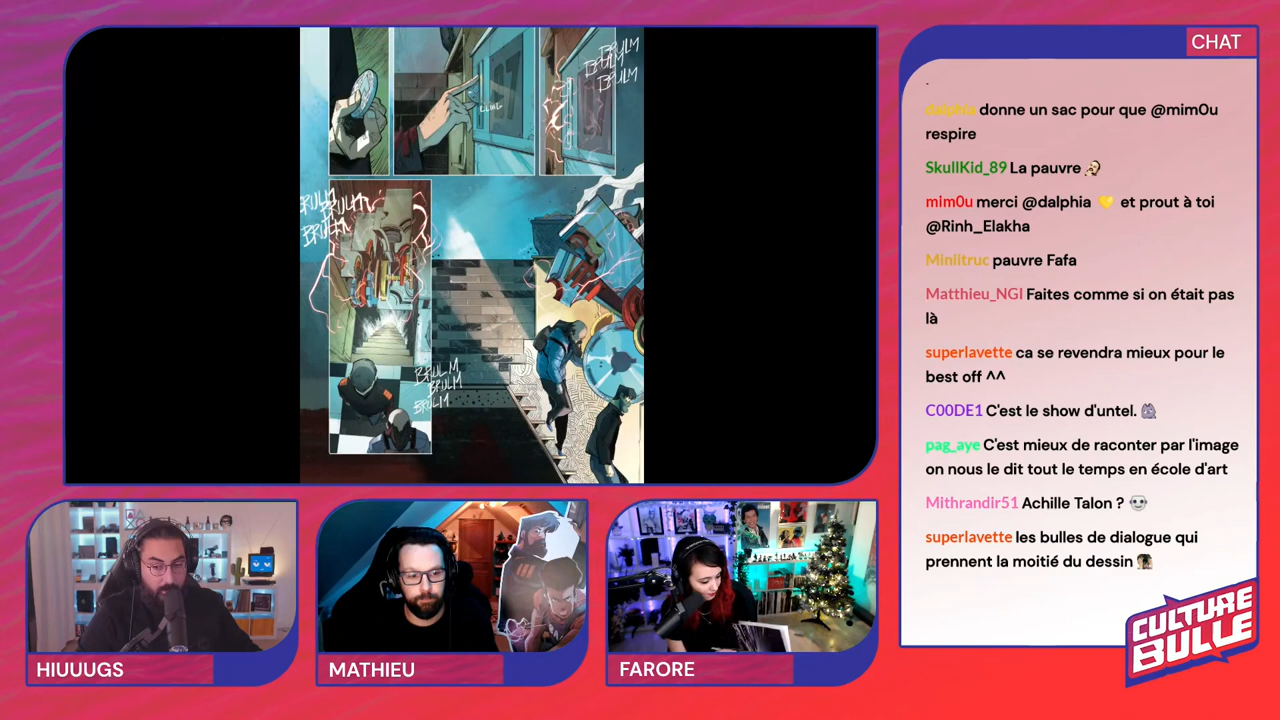 CHAT
dalphia donne un sac pour que @mim0u
respire
SkullKid_89 La pauvre
mim0u merci @dalphia et prout à toi
@Rinh_Elakha
Miniitruc pauvre Fafa
Matthieu_NGI Faites comme si on était pas
là
superlavette ca se revendra mieux pour le
best off ^^
C00DE1 C'est le show d'untel.
pag_aye C'est mieux de raconter par l'image
on nous le dit tout le temps en école d'art
Mithrandir51 Achille Talon ?
superlavette les bulles de dialogue qui
prennent la moitié du dessin
BRULM
BRULM
BRULM
BRULM
BRULM
BRULM
BRULM
BRULM
BRULM
HIUUUGS
MATHIEU
FARORE
CULTURE
BULLE